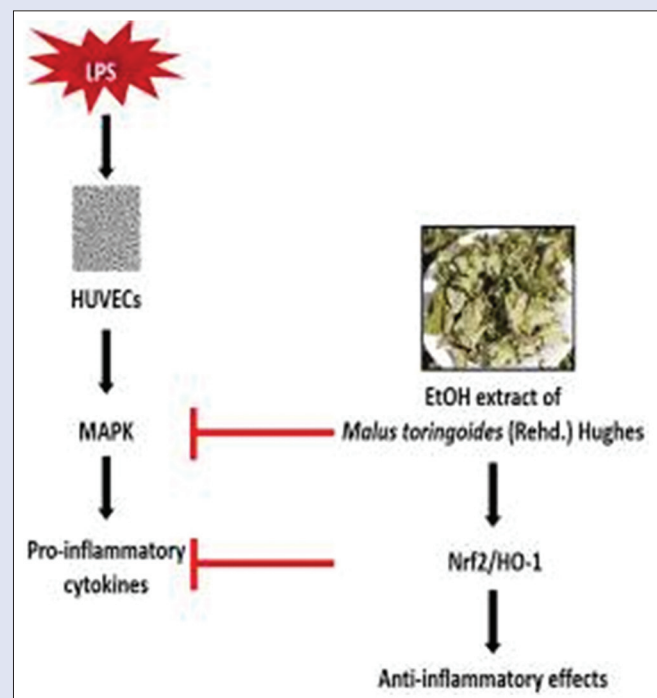 LPS
HUVECs
MAPK
Pro-inflammatory
cytokines
EtOH extract of
Malus toringoides (Rehd.) Hughes
Nrf2/HO-1
Anti-inflammatory effects